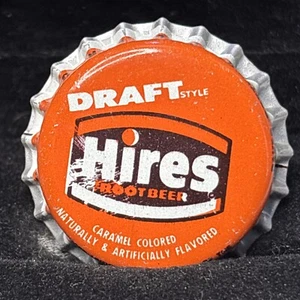 DRAFT STYLE
Hires
ROOT BEER
CARAMEL COLORED
NATURALLY & ARTIFICIALLY FLAVORED